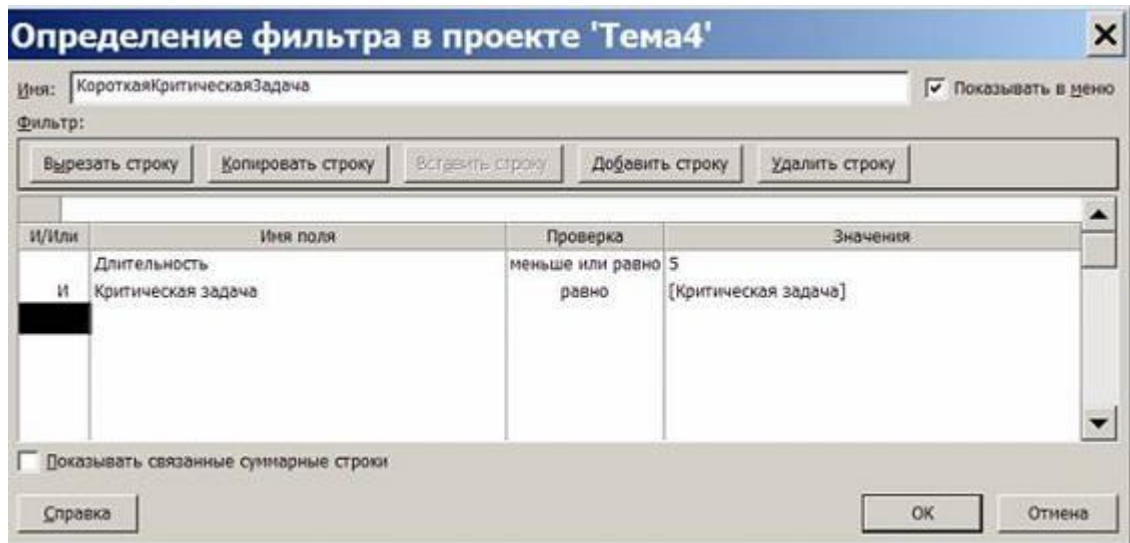 Определение фильтра в проекте 'Тема4'
Имя: КороткаяКритическаяЗадача Показывать в меню
Фильтр:
Вырезать строку Копировать строку Вставить строку Добавить строку Удалить строку
И/Или Имя поля Проверка Значения
Длительность меньше или равно 5
И Критическая задача равно [Критическая задача]
Показывать связанные суммарные строки
Справка ОК Отмена